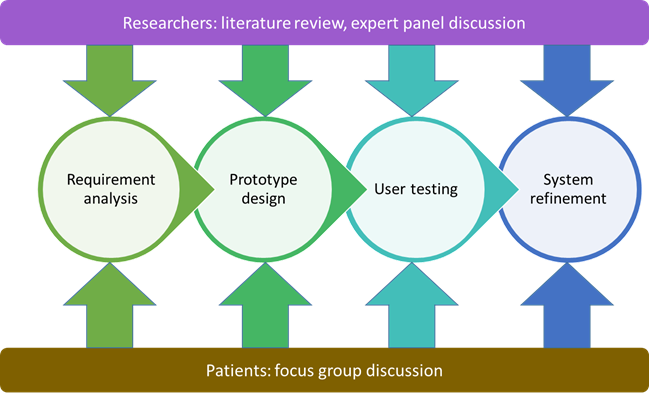 Researchers: literature review, expert panel discussion
Requirement
analysis
Prototype
design
User testing
System
refinement
Patients: focus group discussion